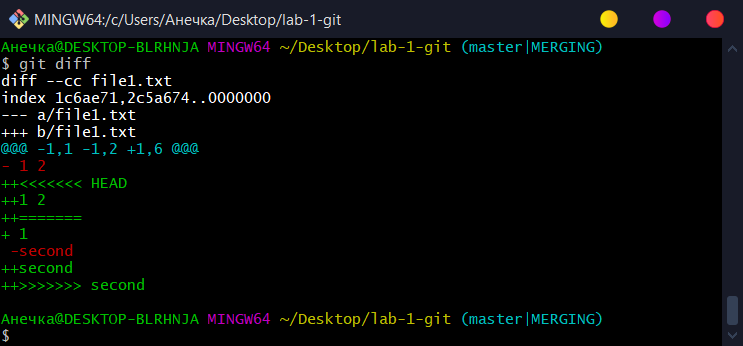 MINGW64:/c/Users/Анечка/Desktop/lab-1-git
Анечка@DESKTOP-BLRHNJA MINGW64 ~/Desktop/lab-1-git (master|MERGING)
$ git diff
diff --cc file1.txt
index 1c6ae71,2c5a674..0000000
--- a/file1.txt
+++ b/file1.txt
@@@ -1,1 -1,2 +1,6 @@@
- 1 2
++<<<<<<< HEAD
++1 2
++=======
+ 1
 -second
++second
++>>>>>>> second

Анечка@DESKTOP-BLRHNJA MINGW64 ~/Desktop/lab-1-git (master|MERGING)
$